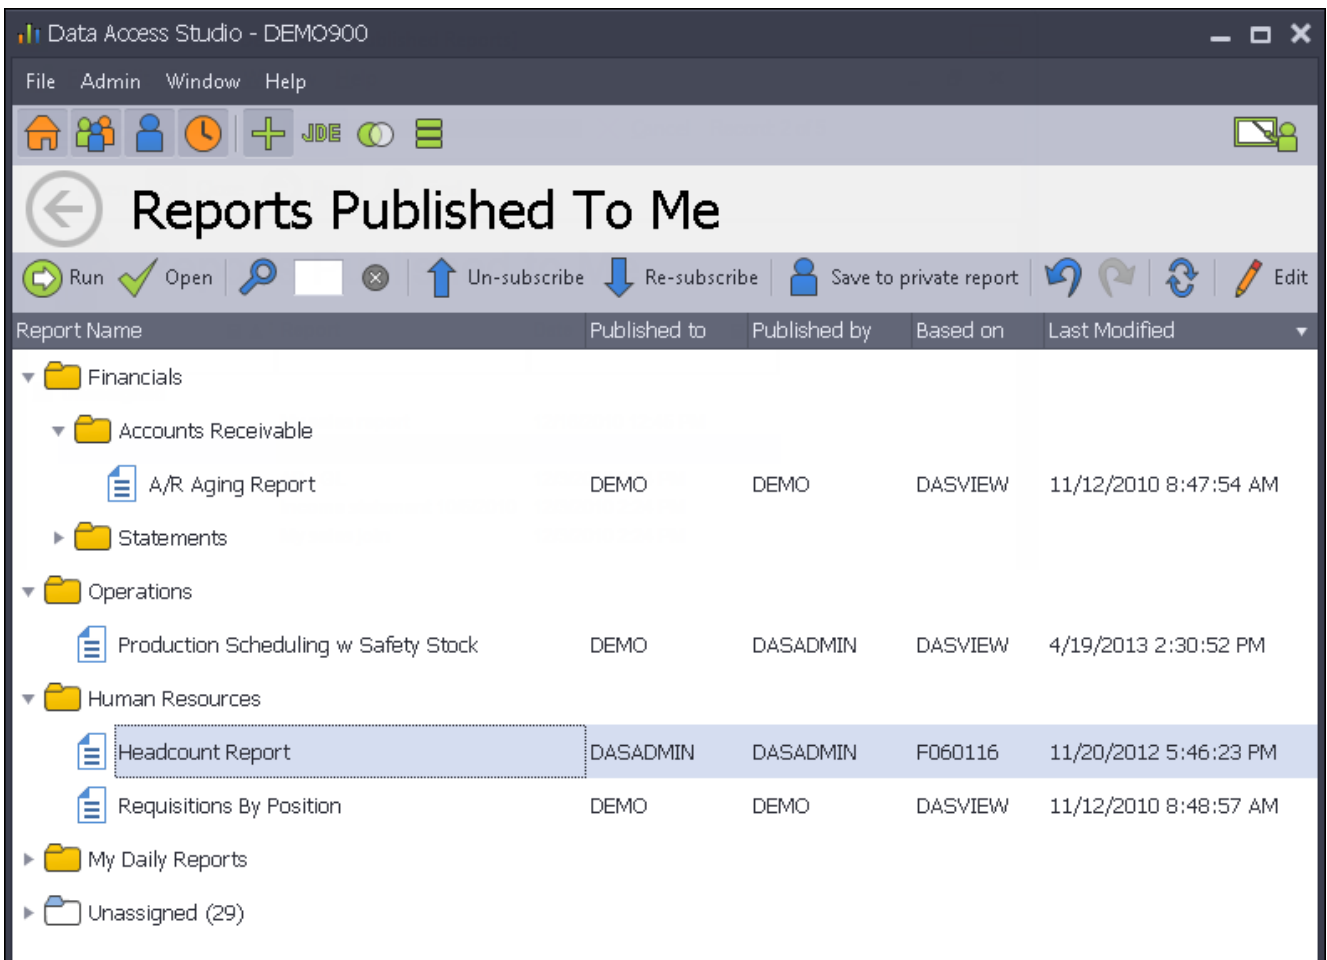 Data Access Studio - DEMO900
File Admin Window Help
JDE
Reports Published To Me
Run Open Un-subscribe Re-subscribe Save to private report Edit
Report Name Published to Published by Based on Last Modified
Financials
Accounts Receivable
A/R Aging Report DEMO DEMO DASVIEW 11/12/2010 8:47:54 AM
Statements
Operations
Production Scheduling w Safety Stock DEMO DASADMIN DASVIEW 4/19/2013 2:30:52 PM
Human Resources
Headcount Report DASADMIN DASADMIN F060116 11/20/2012 5:46:23 PM
Requisitions By Position DEMO DEMO DASVIEW 11/12/2010 8:48:57 AM
My Daily Reports
Unassigned (29)